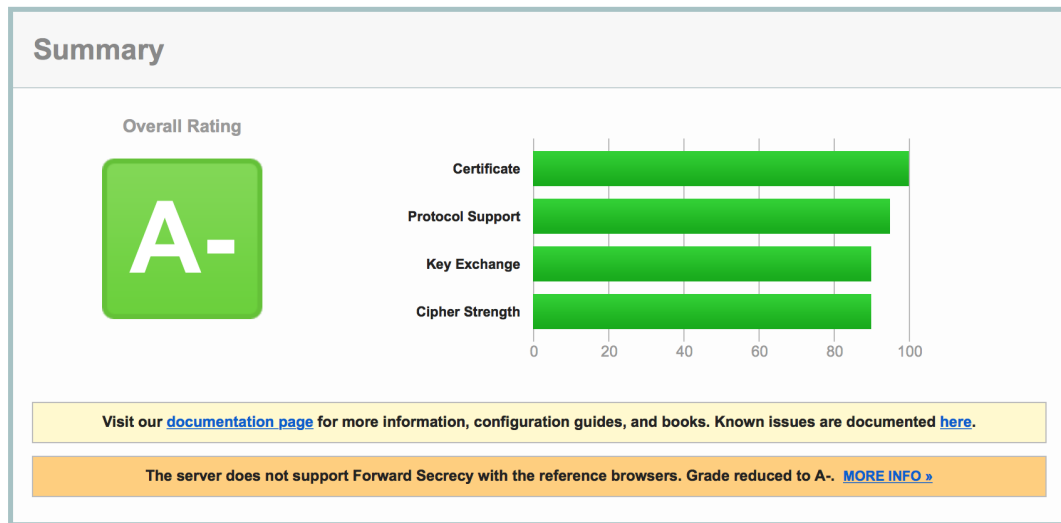 Summary
Overall Rating
A-
Certificate
Protocol Support
Key Exchange
Cipher Strength
0 20 40 60 80 100
Visit our documentation page for more information, configuration guides, and books. Known issues are documented here.
The server does not support Forward Secrecy with the reference browsers. Grade reduced to A-. MORE INFO »